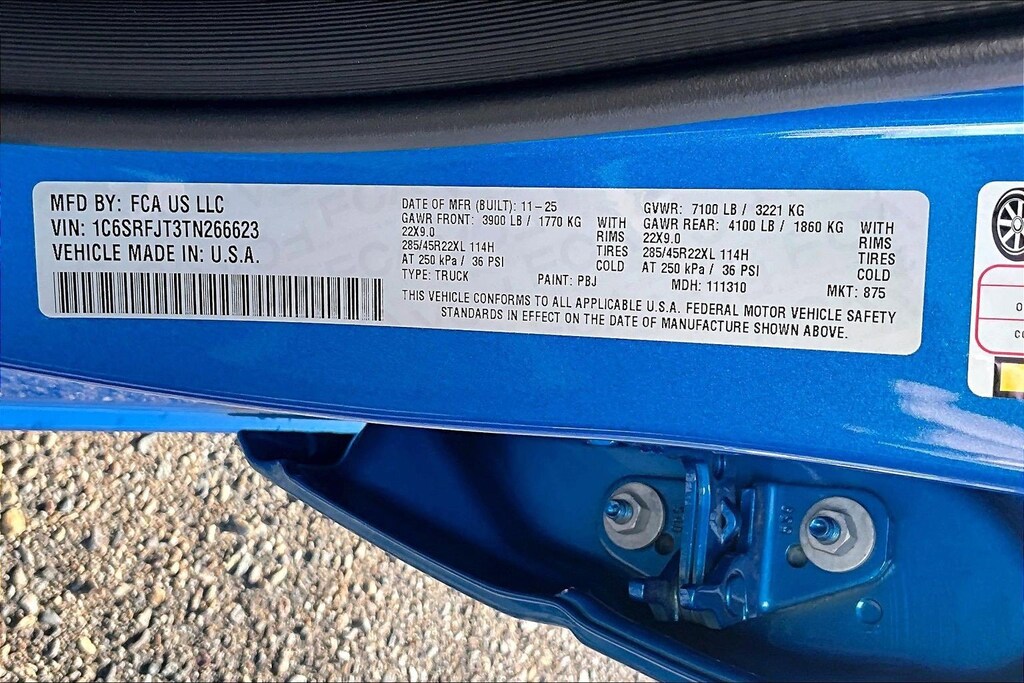 MFD BY: FCA US LLC
VIN: 1C6SRFJT3TN266623
VEHICLE MADE IN: U.S.A.
DATE OF MFR (BUILT): 11-25
GAWR FRONT: 3900 LB / 1770 KG WITH
22X9.0 RIMS
285/45R22XL 114H TIRES
AT 250 kPa / 36 PSI COLD
TYPE: TRUCK PAINT: PBJ
GVWR: 7100 LB / 3221 KG
GAWR REAR: 4100 LB / 1860 KG WITH
22X9.0 RIMS
285/45R22XL 114H TIRES
AT 250 kPa / 36 PSI COLD
MDH: 111310 MKT: 875
THIS VEHICLE CONFORMS TO ALL APPLICABLE U.S.A. FEDERAL MOTOR VEHICLE SAFETY
STANDARDS IN EFFECT ON THE DATE OF MANUFACTURE SHOWN ABOVE.